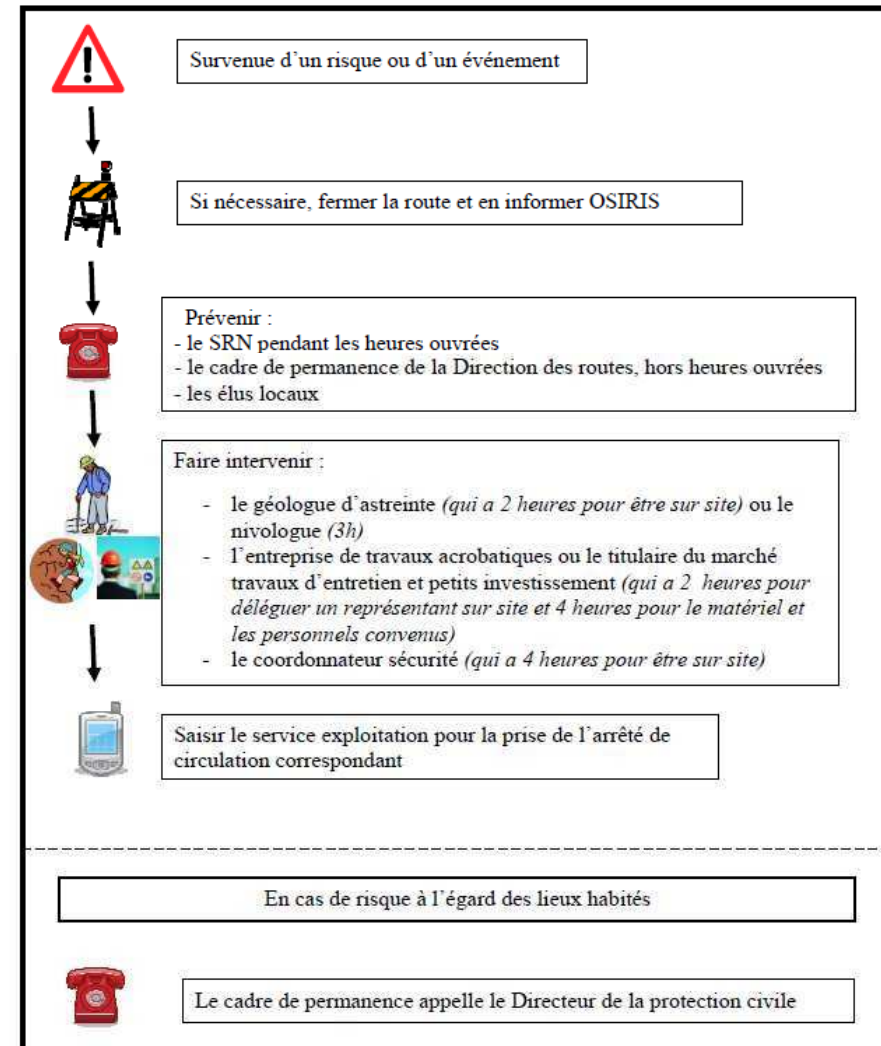 Survenue d’un risque ou d’un événement
Si nécessaire, fermer la route et en informer OSIRIS
Prévenir :
- le SRN pendant les heures ouvrées
- le cadre de permanence de la Direction des routes, hors heures ouvrées
- les élus locaux
Faire intervenir :
- le géologue d’astreinte (qui a 2 heures pour être sur site) ou le
nivologue (3h)
- l’entreprise de travaux acrobatiques ou le titulaire du marché
travaux d’entretien et petits investissement (qui a 2 heures pour
déléguer un représentant sur site et 4 heures pour le matériel et
les personnels convenus)
- le coordonnateur sécurité (qui a 4 heures pour être sur site)
Saisir le service exploitation pour la prise de l’arrêté de
circulation correspondant
En cas de risque à l’égard des lieux habités
Le cadre de permanence appelle le Directeur de la protection civile